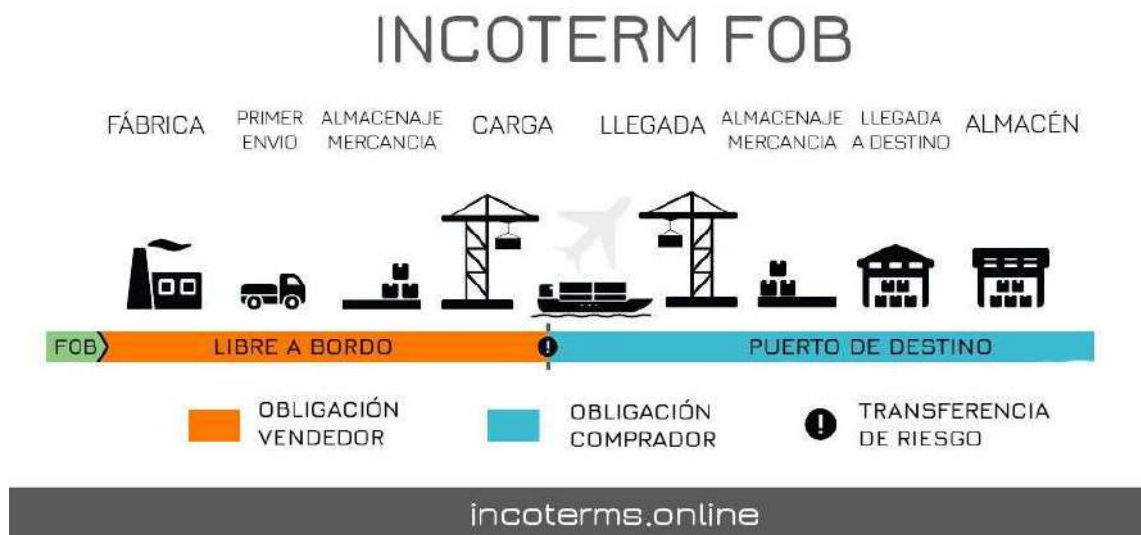 INCOTERM FOB
FÁBRICA
PRIMER
ENVIO
ALMACENAJE
MERCANCIA
CARGA
LLEGADA
ALMACENAJE
MERCANCIA
LLEGADA
A DESTINO
ALMACÉN
FOB
LIBRE A BORDO
PUERTO DE DESTINO
OBLIGACIÓN
VENDEDOR
OBLIGACIÓN
COMPRADOR
TRANSFERENCIA
DE RIESGO
incoterms.online